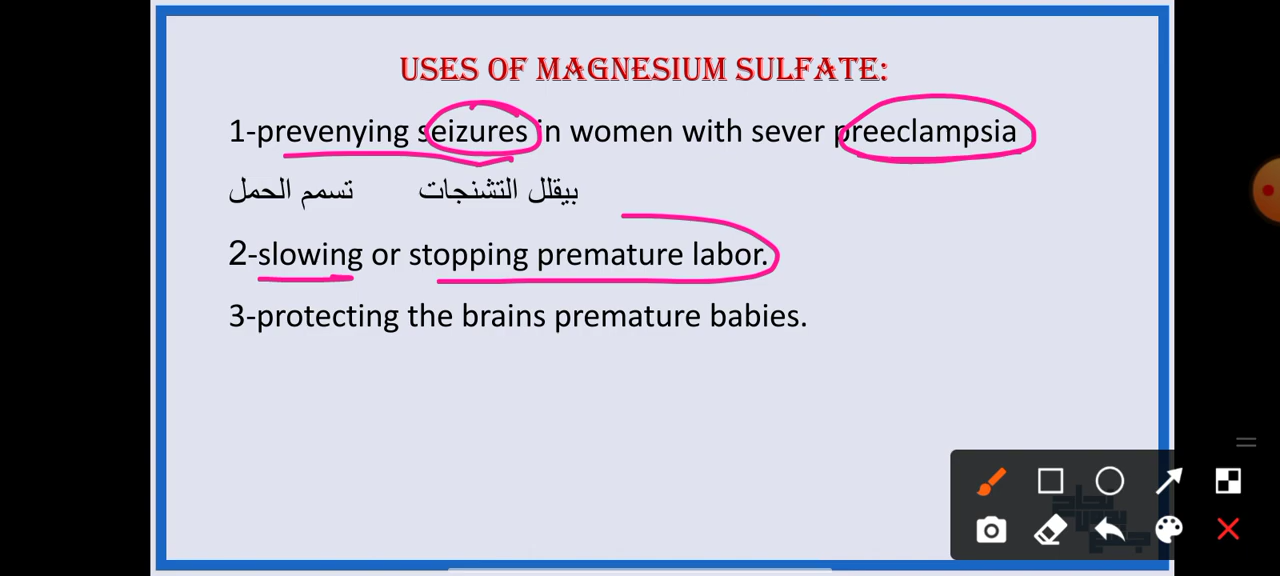 USES OF MAGNESIUM SULFATE:
1-prevenying seizures in women with sever preeclampsia
بيقلل التشنجات تسمم الحمل
2-slowing or stopping premature labor.
3-protecting the brains premature babies.